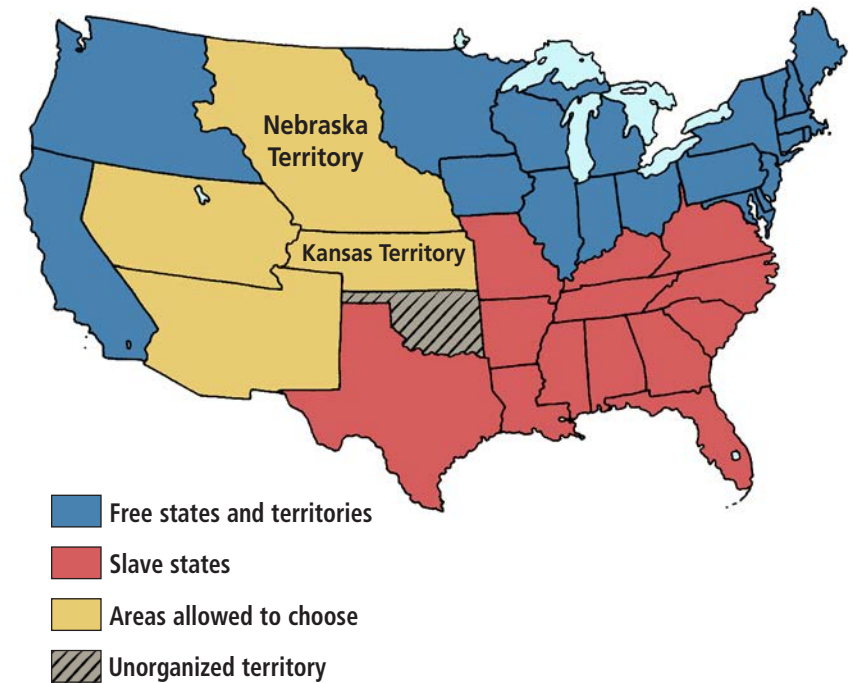 Nebraska
Territory
Kansas Territory
Free states and territories
Slave states
Areas allowed to choose
Unorganized territory